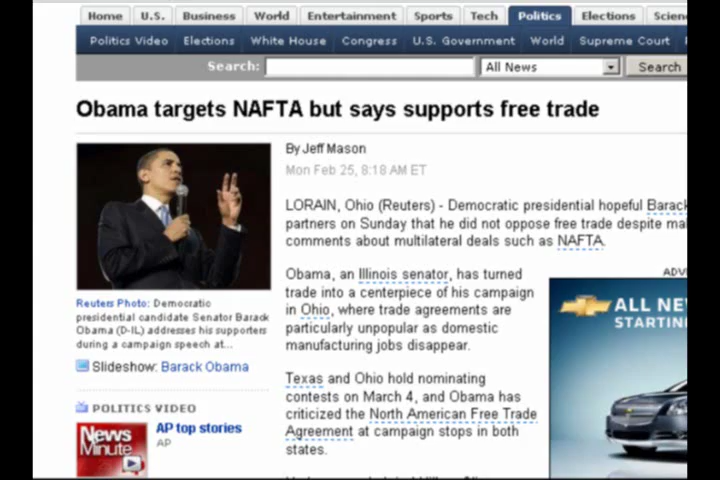 Home U.S. Business World Entertainment Sports Tech Politics Elections Scien
Politics Video Elections White House Congress U.S. Government World Supreme Court
Search: All News Search
Obama targets NAFTA but says supports free trade
By Jeff Mason
Mon Feb 25, 8:18 AM ET
LORAIN, Ohio (Reuters) - Democratic presidential hopeful Barack
partners on Sunday that he did not oppose free trade despite ma
comments about multilateral deals such as NAFTA.
Obama, an Illinois senator, has turned
trade into a centerpiece of his campaign
in Ohio, where trade agreements are
particularly unpopular as domestic
manufacturing jobs disappear.
Texas and Ohio hold nominating
contests on March 4, and Obama has
criticized the North American Free Trade
Agreement at campaign stops in both
states.
Reuters Photo: Democratic
presidential candidate Senator Barack
Obama (D-IL) addresses his supporters
during a campaign speech at...
Slideshow: Barack Obama
POLITICS VIDEO
News
Minute
AP top stories
AP
ADV
ALL NE
STARTIN